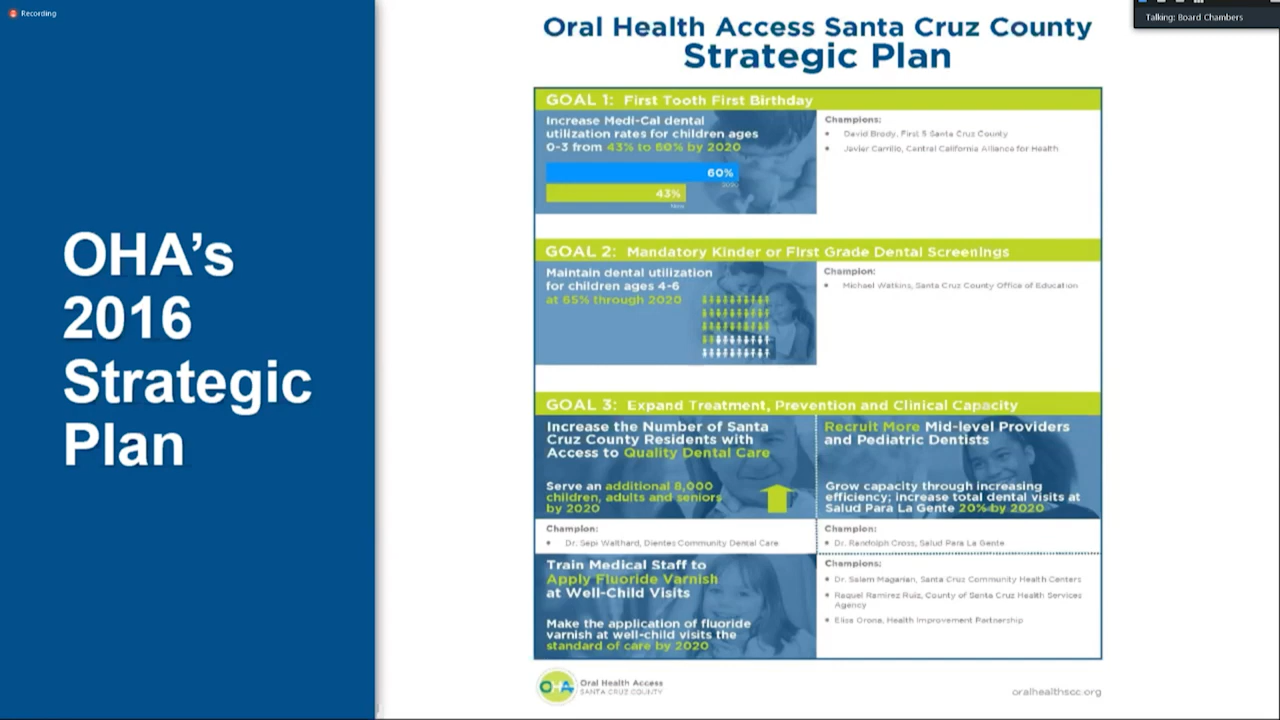 Recording
Talking: Board Chambers
OHA's
2016
Strategic
Plan
Oral Health Access Santa Cruz County
Strategic Plan
GOAL 1: First Tooth First Birthday
Increase Medi-Cal dental
utilization rates for children ages
0-3 from 43% to 60% by 2020
60%
2020
43%
Champions:
David Brody, First 5 Santa Cruz County
Javier Carrillo, Central California Alliance for Health
GOAL 2: Mandatory Kinder or First Grade Dental Screenings
Maintain dental utilization
for children ages 4-6
at 65% through 2020
Champion:
Michael Watkins, Santa Cruz County Office of Education
GOAL 3: Expand Treatment, Prevention and Clinical Capacity
Increase the Number of Santa
Cruz County Residents with
Access to Quality Dental Care
Serve an additional 8,000
children, adults and seniors
by 2020
Champion:
Dr. Sepi Walthard, Dientes Community Dental Care
Recruit More Mid-level Providers
and Pediatric Dentists
Grow capacity through increasing
efficiency; increase total dental visits at
Salud Para La Gente 20% by 2020
Champion:
Dr. Randolph Cross, Salud Para La Gente
Train Medical Staff to
Apply Fluoride Varnish
at Well-Child Visits
Make the application of fluoride
varnish at well-child visits the
standard of care by 2020
Champions:
Dr. Salem Magarian, Santa Cruz Community Health Centers
Raquel Ramirez Ruiz, County of Santa Cruz Health Services
Agency
Elisa Orona, Health Improvement Partnership
OHA
Oral Health Access
SANTA CRUZ COUNTY
oralhealthscc.org